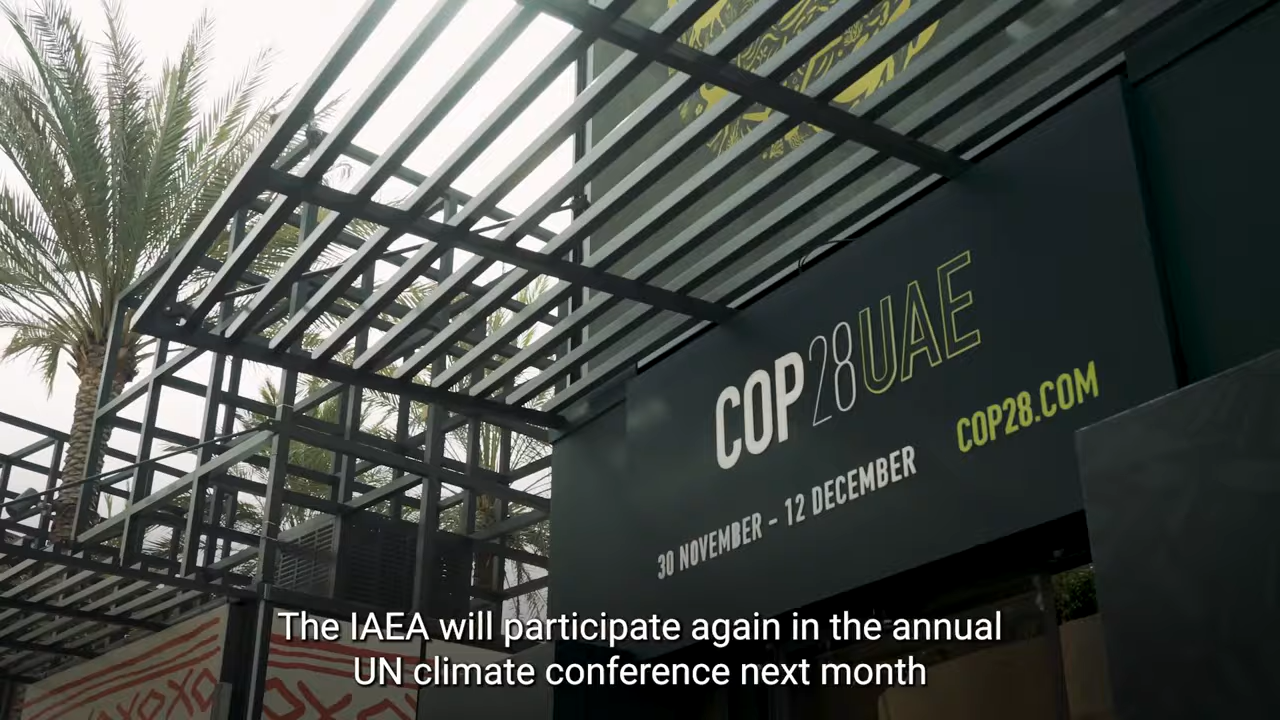 COP28UAE
COP28.COM
30 NOVEMBER - 12 DECEMBER
The IAEA will participate again in the annual
UN climate conference next month